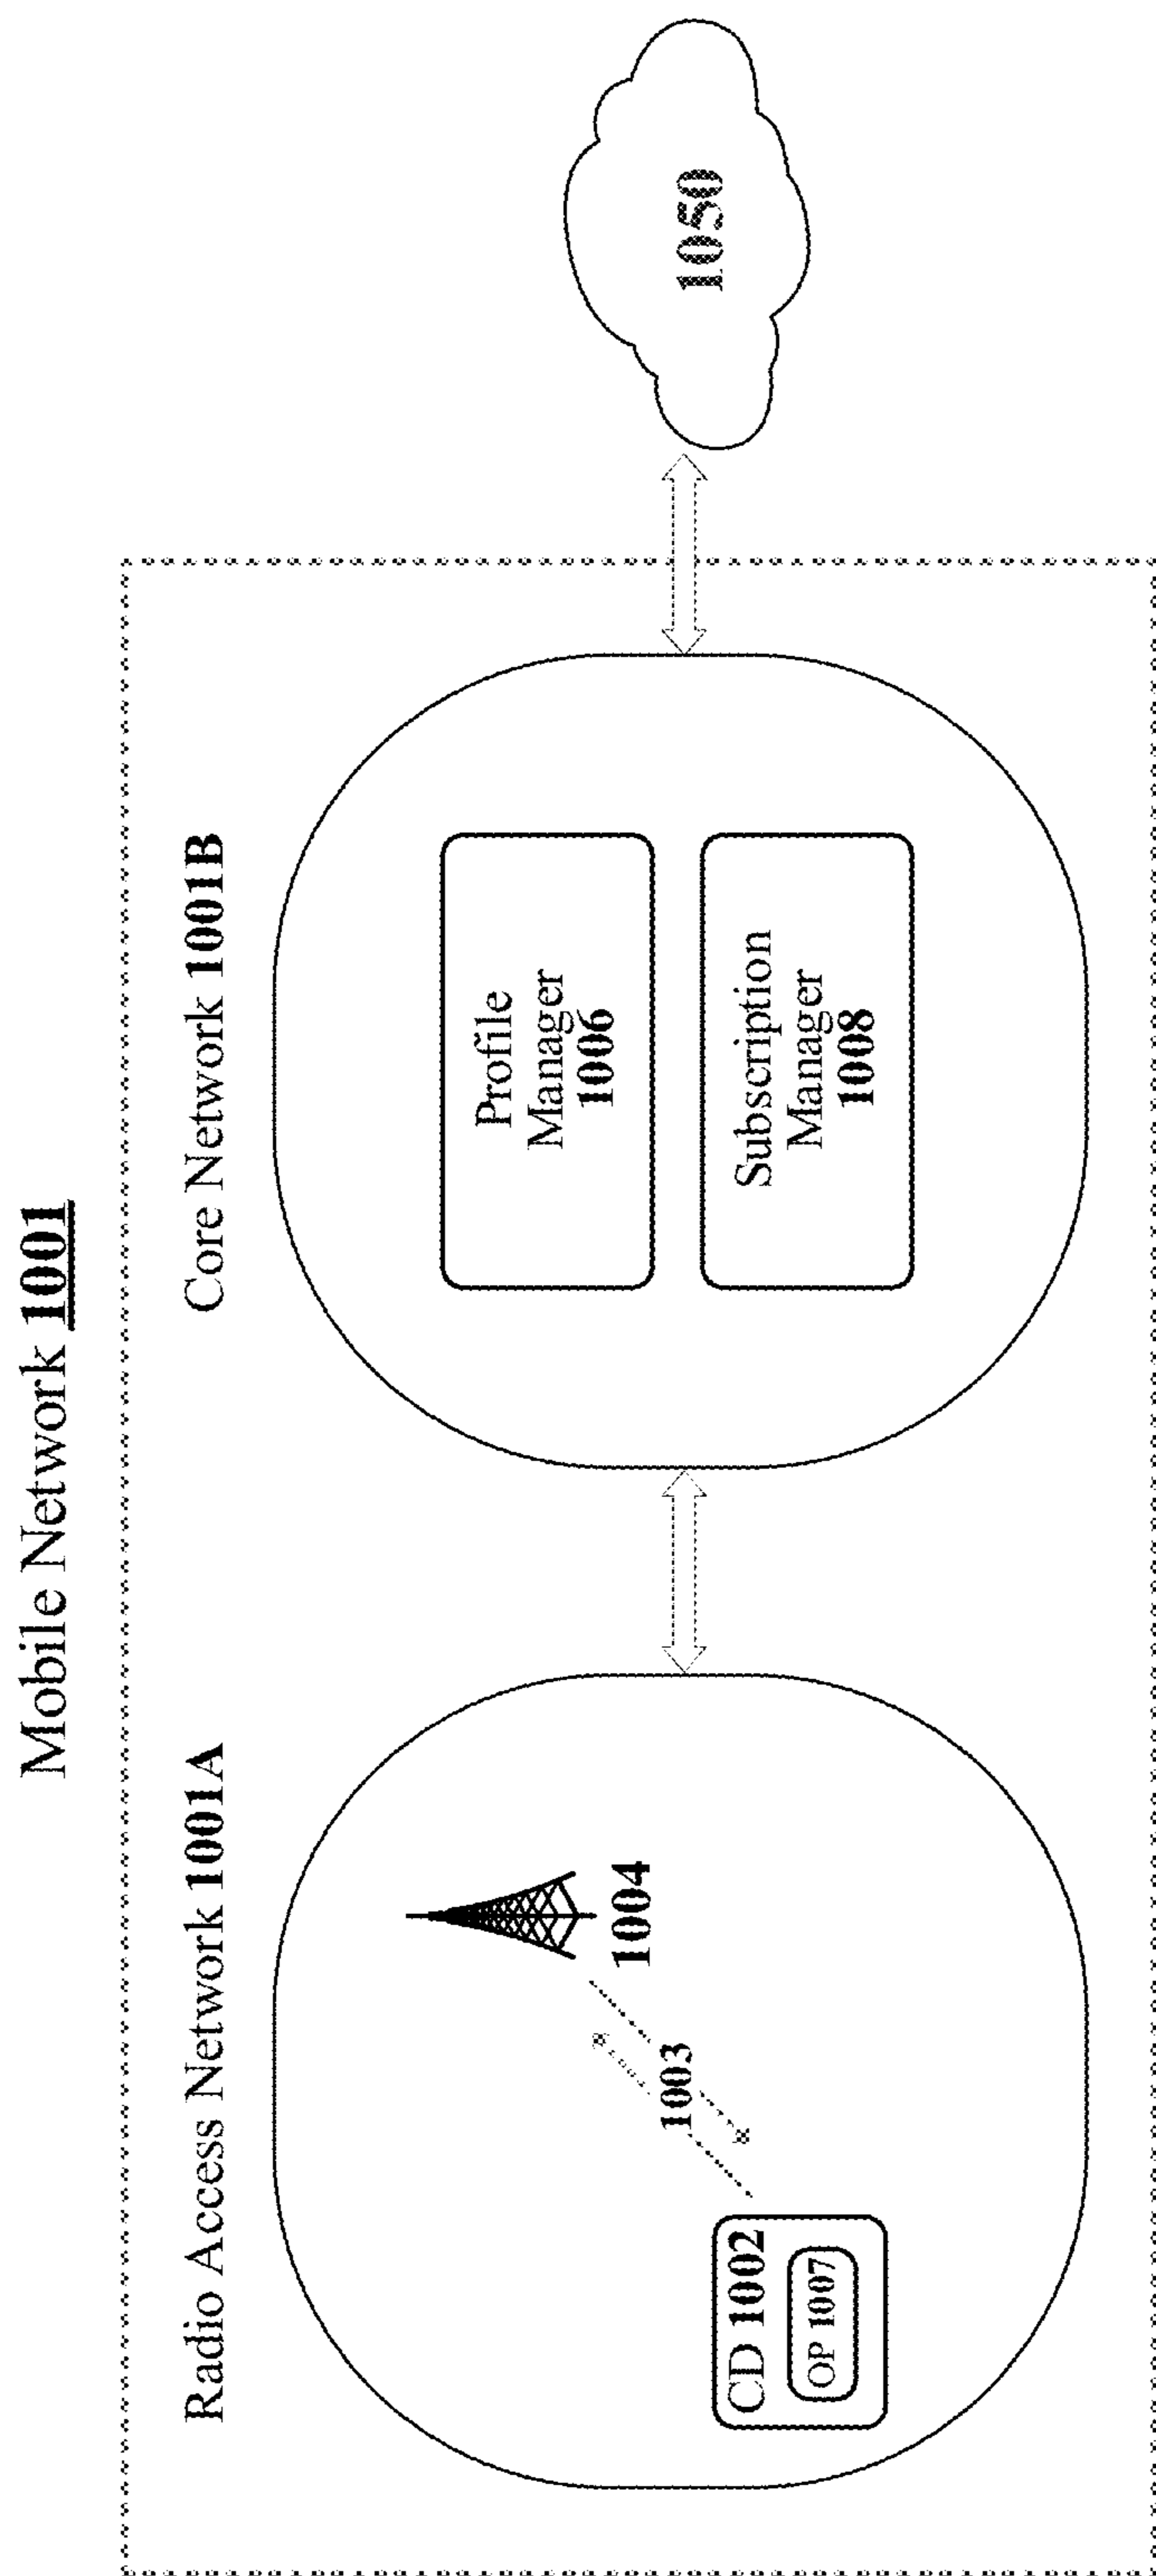 Mobile Network 1001
Radio Access Network 1001A
Core Network 1001B
1004
1003
CD 1002
OP 1007
Profile
Manager
1006
Subscription
Manager
1008
1050